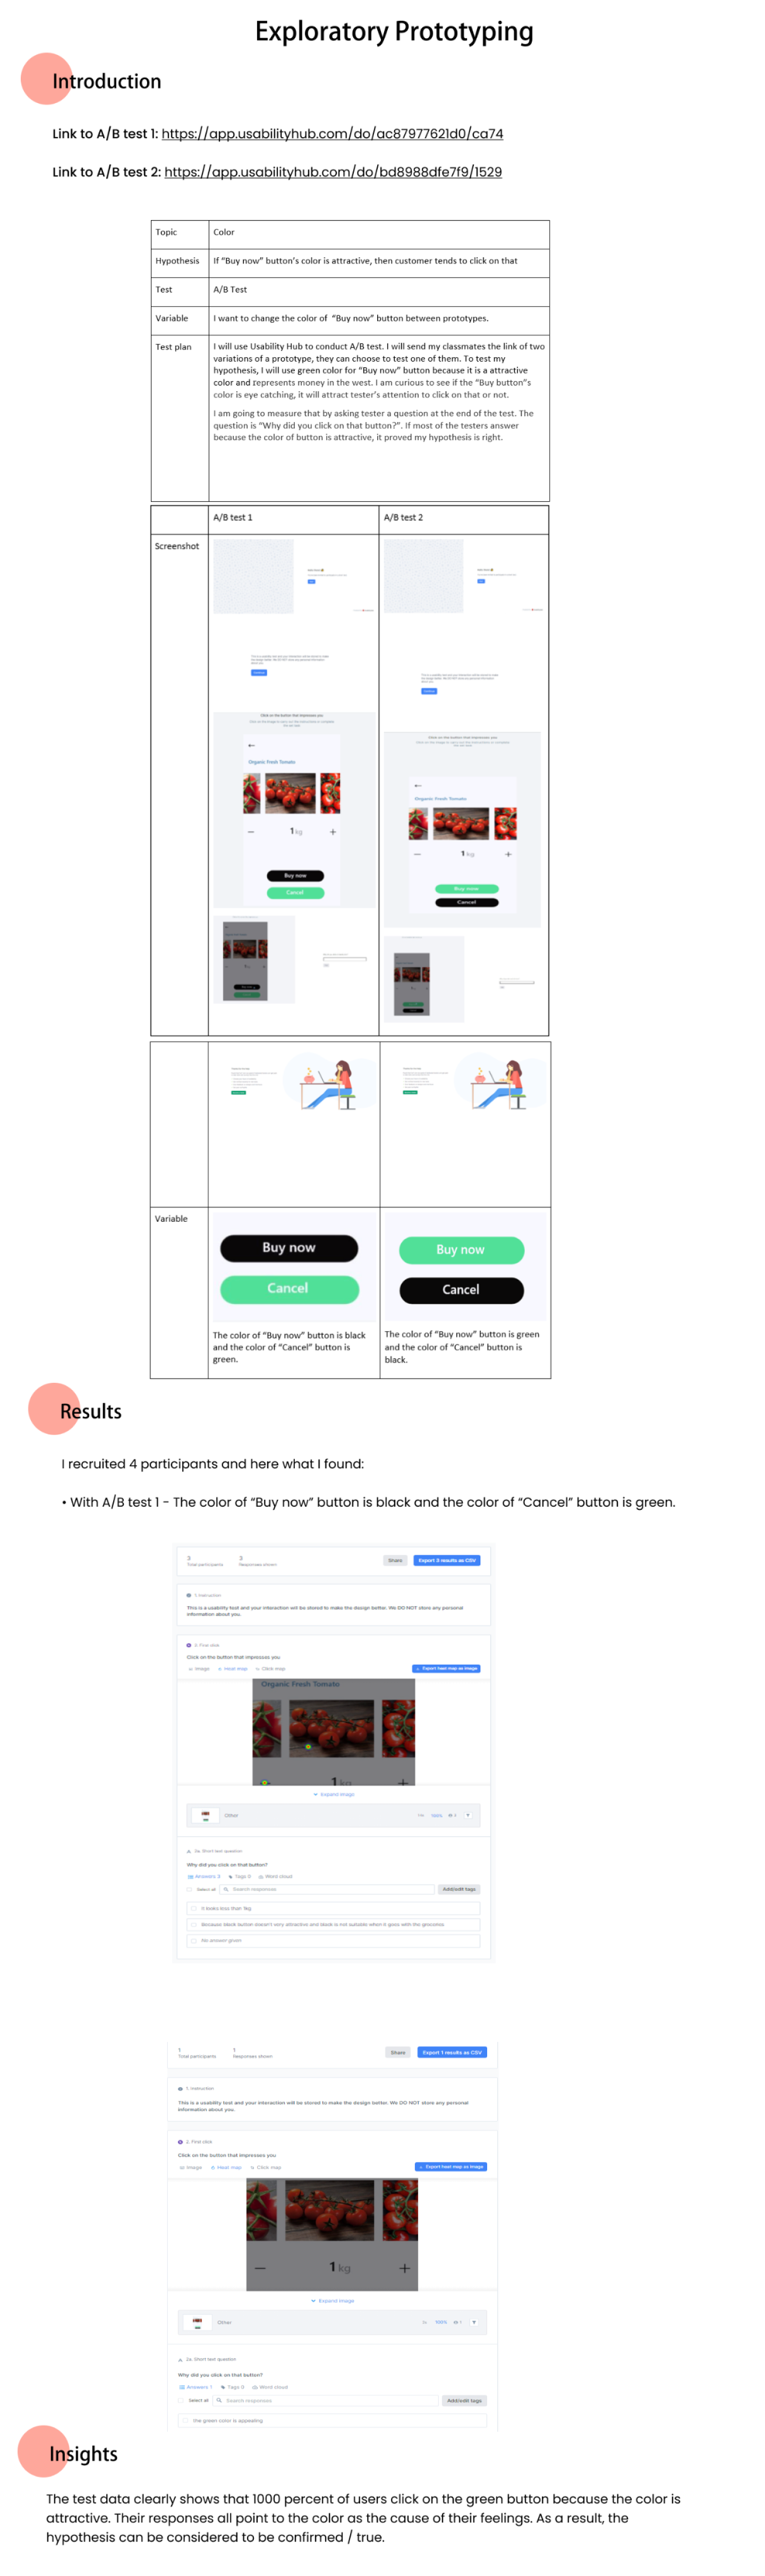 Exploratory Prototyping
Introduction
Link to A/B test 1: https://app.usabilityhub.com/do/ac87977621d0/ca74
Link to A/B test 2: https://app.usabilityhub.com/do/bd8988dfe7f9/1529
Topic
Color
Hypothesis
If "Buy now" button's color is attractive, then customer tends to click on that
Test
A/B Test
Variable
I want to change the color of "Buy now" button between prototypes.
Test plan
I will use Usability Hub to conduct A/B test. I will send my classmates the link of two
variations of a prototype, they can choose to test one of them. To test my
hypothesis, I will use green color for "Buy now" button because it is a attractive
color and represents money in the west. I am curious to see if the "Buy button"s
color is eye catching, it will attract tester's attention to click on that or not.
I am going to measure that by asking tester a question at the end of the test. The
question is "Why did you click on that button?". If most of the testers answer
because the color of button is attractive, it proved my hypothesis is right.
A/B test 1
A/B test 2
Screenshot
Click on the button that impresses you
Organic Fresh Tomato
1 kg
Buy now
Cancel
Click on the button that impresses you
Organic Fresh Tomato
1 kg
Buy now
Cancel
Variable
Buy now
Cancel
The color of "Buy now" button is black
and the color of "Cancel" button is
green.
Buy now
Cancel
The color of "Buy now" button is green
and the color of "Cancel" button is
black.
Results
I recruited 4 participants and here what I found:
• With A/B test 1 - The color of "Buy now" button is black and the color of "Cancel" button is green.
3
Total participants
3
Responses shown
Share
Export 3 results as CSV
1. Instruction
This is a usability test and your interaction will be stored to make the design better. We DO NOT store any personal
information about you.
2. First click
Click on the button that impresses you
Image
Heat map
Click map
Export heat map as image
Organic Fresh Tomato
1 kg
Expand image
Other
100%
2a. Short text question
Why did you click on that button?
Answers 3
Tags 0
Word cloud
Select all
Search responses
Add/edit tags
It looks less than 1kg
Because black button doesn't very attractive and black is not suitable when it goes with the groceries
No answer given
1
Total participants
1
Responses shown
Share
Export 1 results as CSV
1. Instruction
This is a usability test and your interaction will be stored to make the design better. We DO NOT store any personal
information about you.
2. First click
Click on the button that impresses you
Image
Heat map
Click map
Export heat map as image
1 kg
Expand image
Other
100%
2a. Short text question
Why did you click on that button?
Answers 1
Tags 0
Word cloud
Select all
Search responses
Add/edit tags
the green color is appealing
Insights
The test data clearly shows that 1000 percent of users click on the green button because the color is
attractive. Their responses all point to the color as the cause of their feelings. As a result, the
hypothesis can be considered to be confirmed / true.